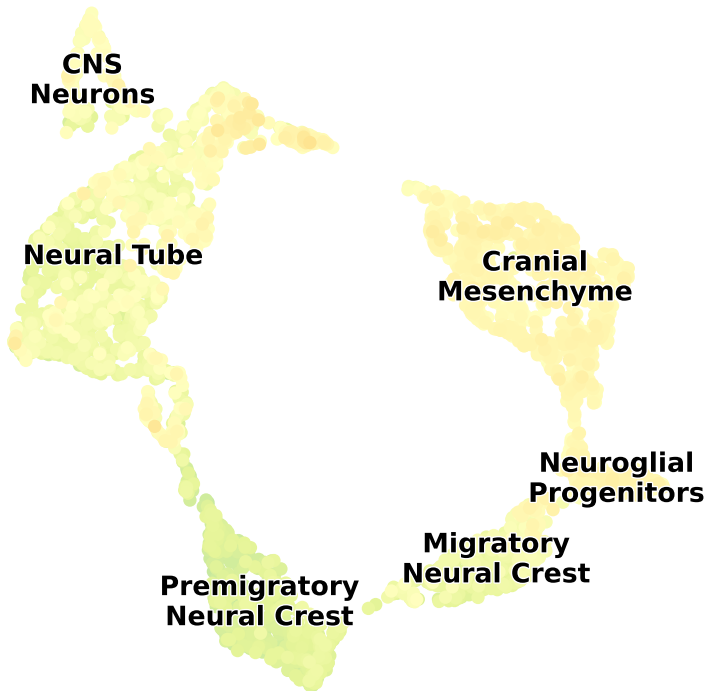 CNS
Neurons
Neural Tube
Cranial
Mesenchyme
Neuroglial
Progenitors
Migratory
Neural Crest
Premigratory
Neural Crest